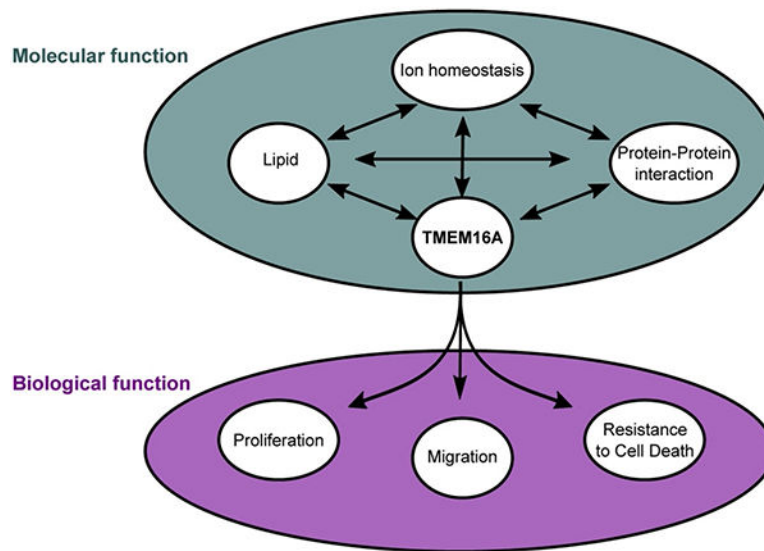 Molecular function
Ion homeostasis
Lipid
Protein-Protein
interaction
TMEM16A
Biological function
Proliferation
Migration
Resistance
to Cell Death